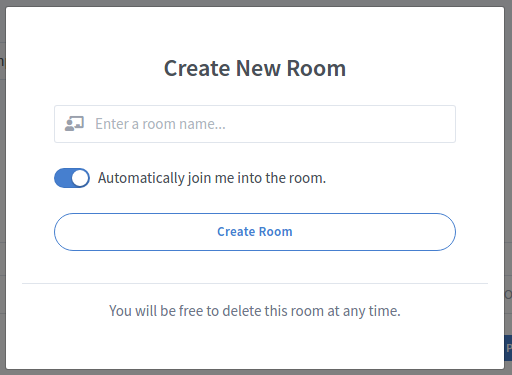 Create New Room
Enter a room name...
Automatically join me into the room.
Create Room
You will be free to delete this room at any time.